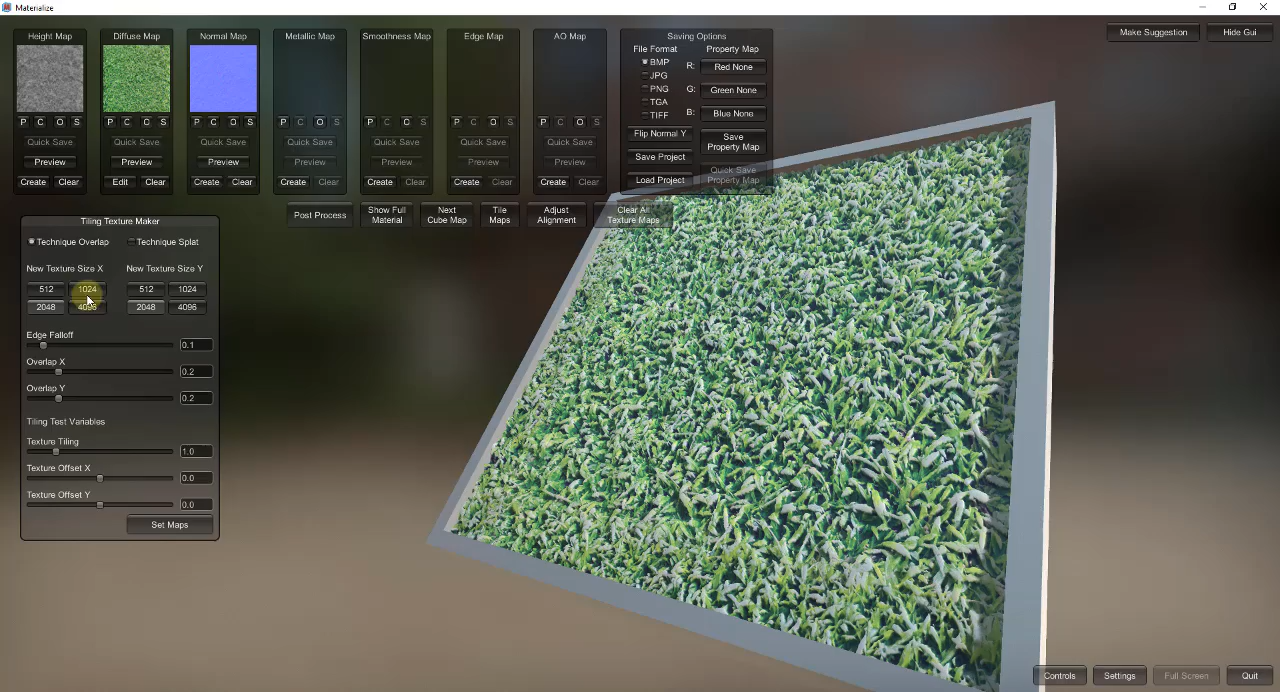 Materialize
Height Map
P C O S
Quick Save
Preview
Create Clear
Diffuse Map
P C O S
Quick Save
Preview
Edit Clear
Normal Map
P C O S
Quick Save
Preview
Create Clear
Metallic Map
P C O S
Quick Save
Preview
Create Clear
Smoothness Map
P C O S
Quick Save
Preview
Create Clear
Edge Map
P C O S
Quick Save
Preview
Create Clear
AO Map
P C O S
Quick Save
Preview
Create Clear
Saving Options
File Format
BMP
JPG
PNG
TGA
TIFF
Flip Normal Y
Save Project
Load Project
Property Map
R: Red None
G: Green None
B: Blue None
Save
Property Map
Quick Save
Property Map
Make Suggestion
Hide Gui
Post Process
Show Full
Material
Next
Cube Map
Tile
Maps
Adjust
Alignment
Clear All
Texture Maps
Tiling Texture Maker
Technique Overlap Technique Splat
New Texture Size X New Texture Size Y
512 1024 512 1024
2048 4096 2048 4096
Edge Falloff
0.1
Overlap X
0.2
Overlap Y
0.2
Tiling Test Variables
Texture Tiling
1.0
Texture Offset X
0.0
Texture Offset Y
0.0
Set Maps
Controls
Settings
Full Screen
Quit